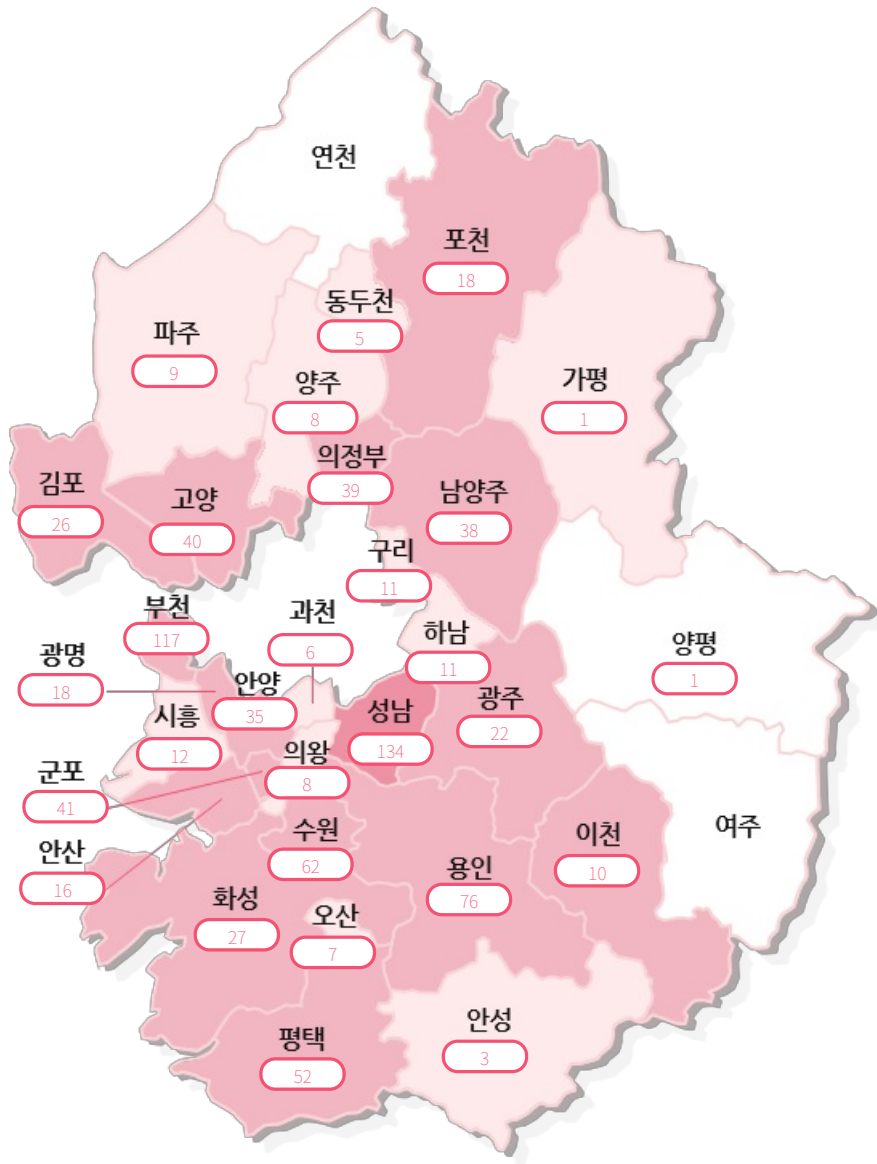 연천
포천
18
동두천
5
파주
9
양주
8
가평
1
의정부
39
김포
26
고양
40
남양주
38
구리
11
부천
117
과천
6
하남
11
광명
18
안양
35
양평
1
시흥
12
성남
134
광주
22
의왕
8
군포
41
수원
62
이천
10
여주
안산
16
용인
76
화성
27
오산
7
안성
3
평택
52